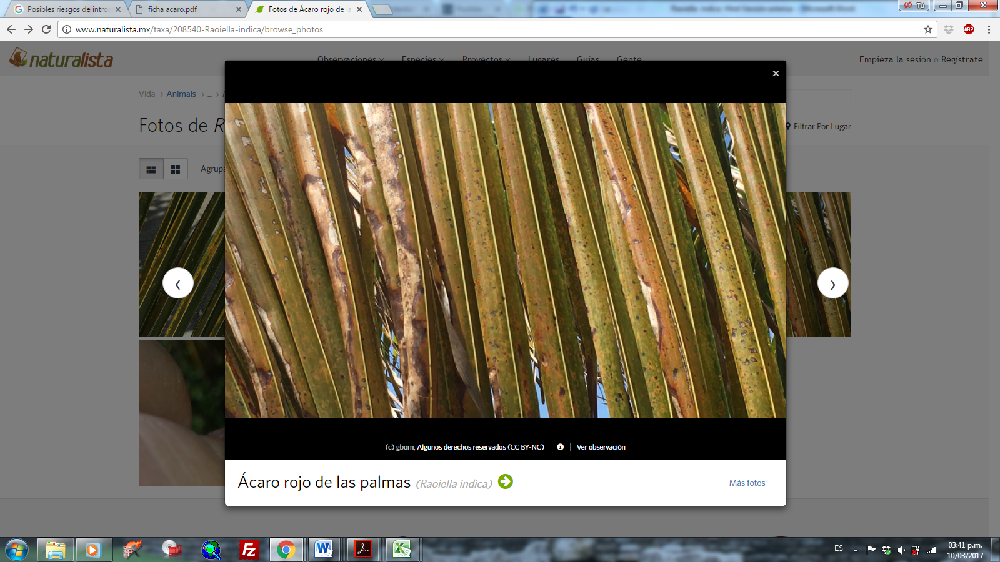 Posibles riesgos de intro
ficha acaro.pdf
Fotos de Ácaro rojo de la
Tú
www.naturalista.mx/taxa/208540-Raoiella-indica/browse_photos
ABP
naturalista
Observaciones
Especies
Proyectos
Lugares
Guías
Gente
Empieza la sesión o Regístrate
Vida › Animals › ... ›
Fotos de R
Filtrar Por Lugar
Agrupa
(c) gborn, Algunos derechos reservados (CC BY-NC)
Ver observación
Ácaro rojo de las palmas (Raoiella indica)
Más fotos
ES
03:41 p.m.
10/03/2017